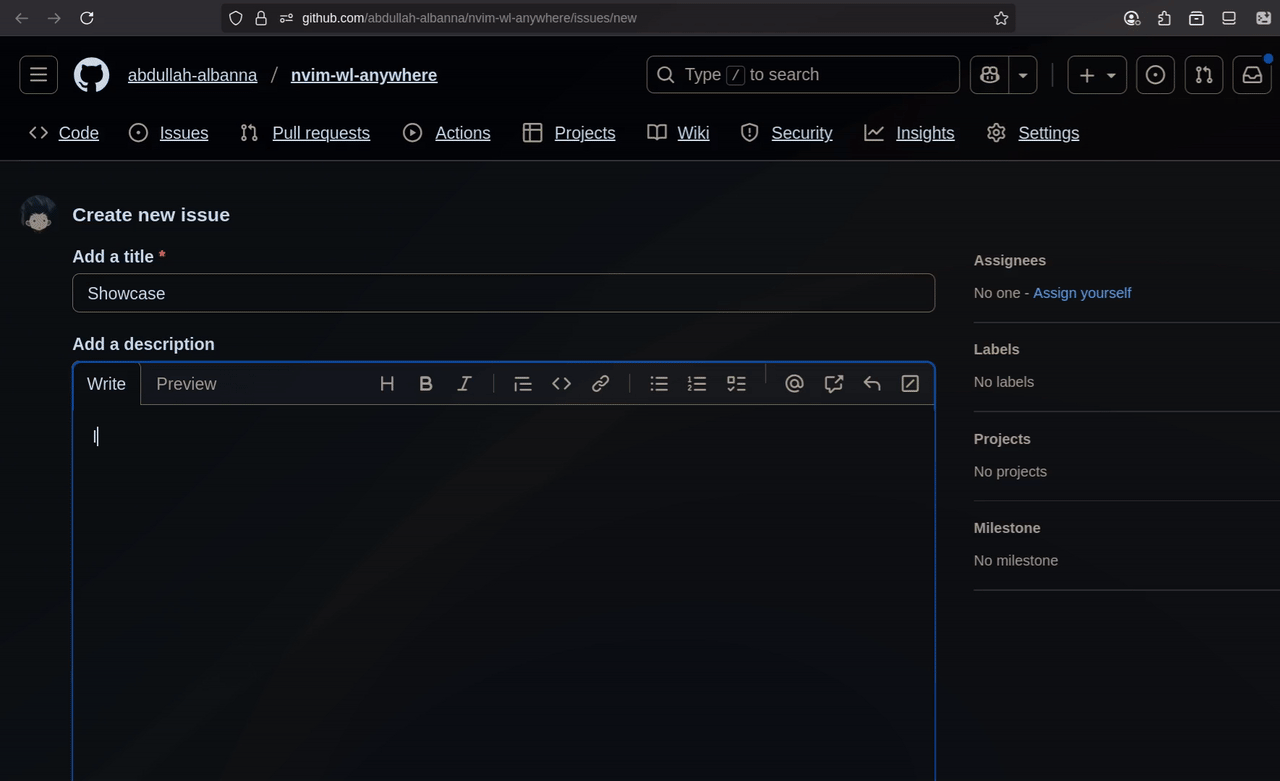 github.com/abdullah-albanna/nvim-wl-anywhere/issues/new
abdullah-albanna / nvim-wl-anywhere
Type / to search
Code Issues Pull requests Actions Projects Wiki Security Insights Settings
Create new issue
Add a title *
Showcase
Add a description
Write Preview
I
Assignees
No one - Assign yourself
Labels
No labels
Projects
No projects
Milestone
No milestone